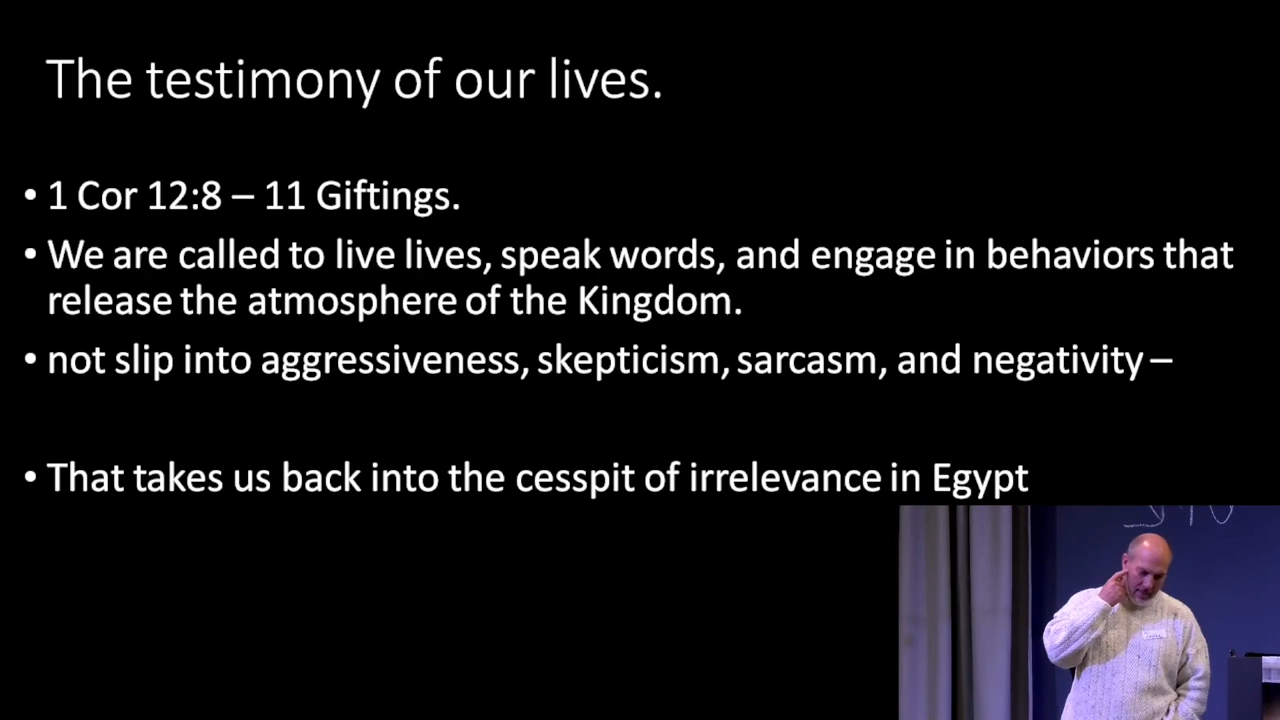 The testimony of our lives.
• 1 Cor 12:8 – 11 Giftings.
• We are called to live lives, speak words, and engage in behaviors that
release the atmosphere of the Kingdom.
• not slip into aggressiveness, skepticism, sarcasm, and negativity –
• That takes us back into the cesspit of irrelevance in Egypt